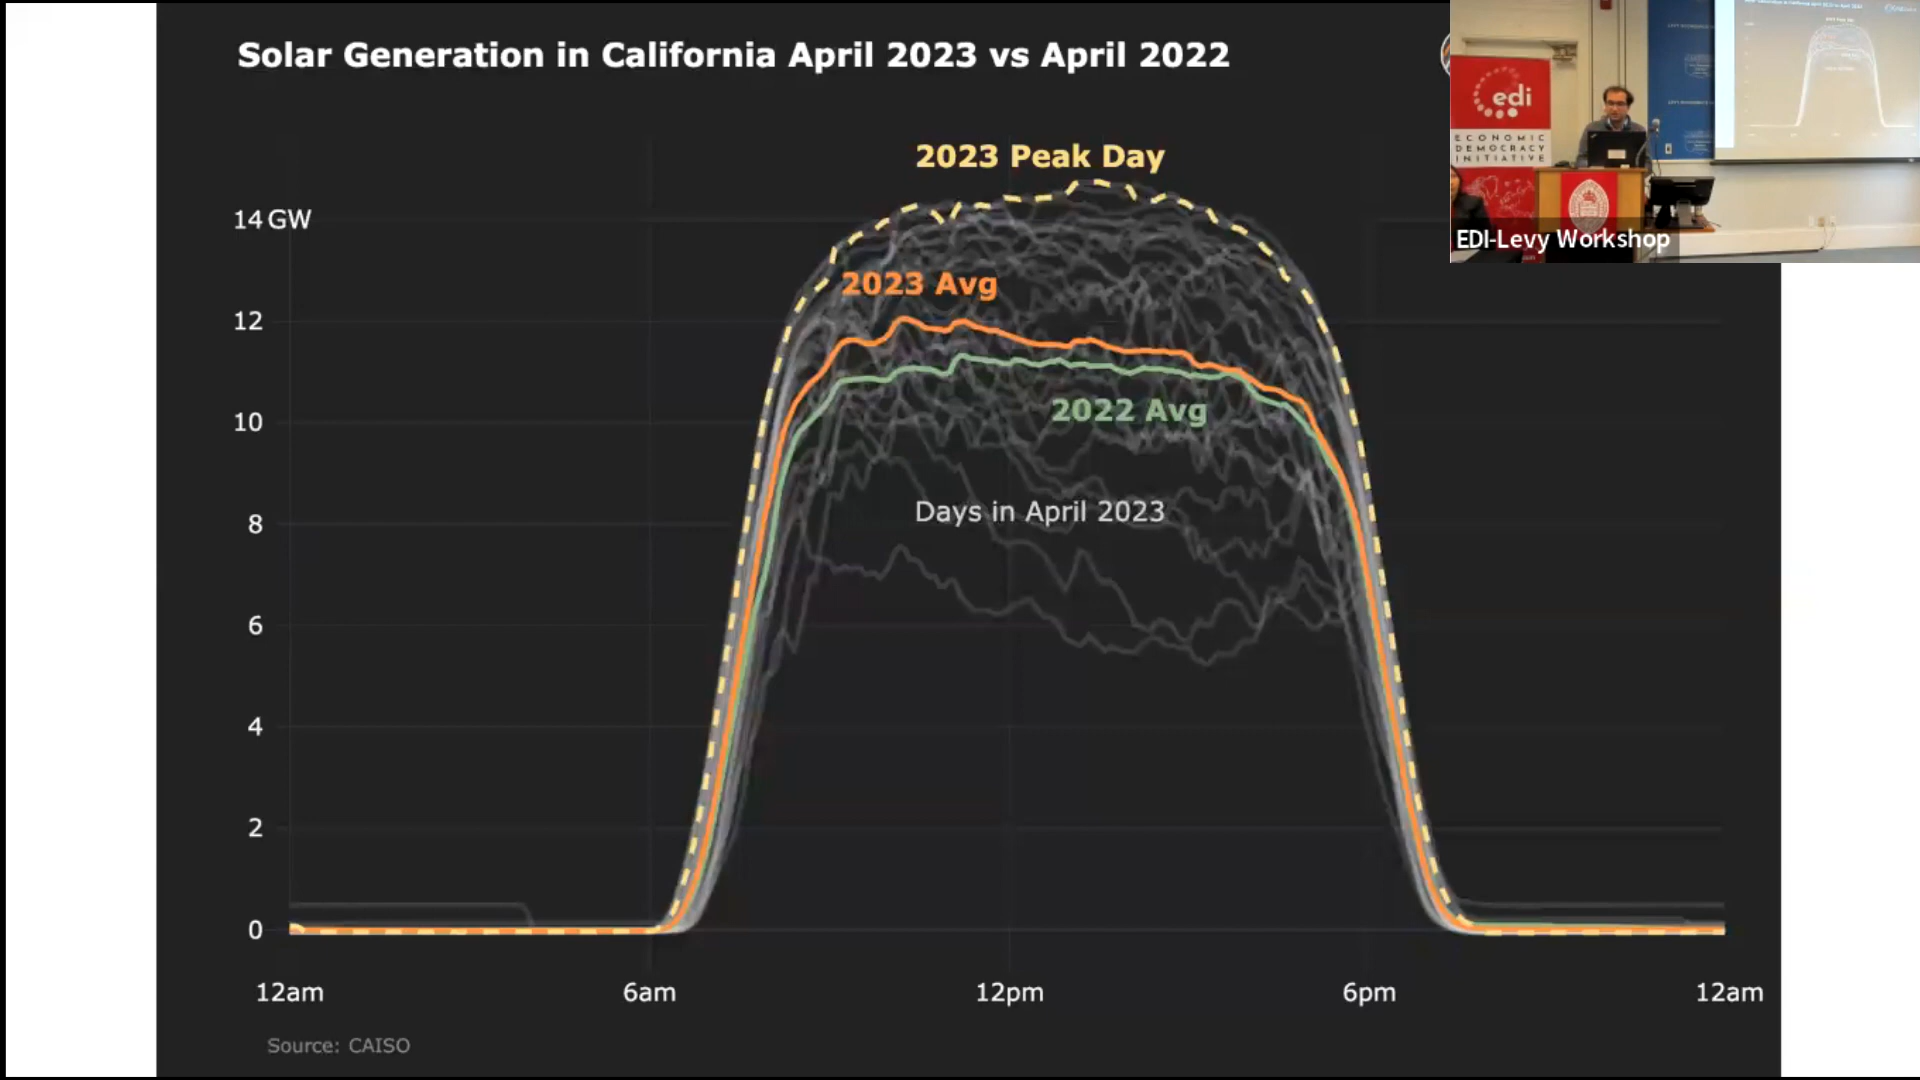 Solar Generation in California April 2023 vs April 2022
2023 Peak Day
14 GW
2023 Avg
12
2022 Avg
10
Days in April 2023
8
6
4
2
0
12am
6am
12pm
6pm
12am
Source: CAISO
edi
ECONOMIC
DEMOCRACY
INITIATIVE
EDI-Levy Workshop